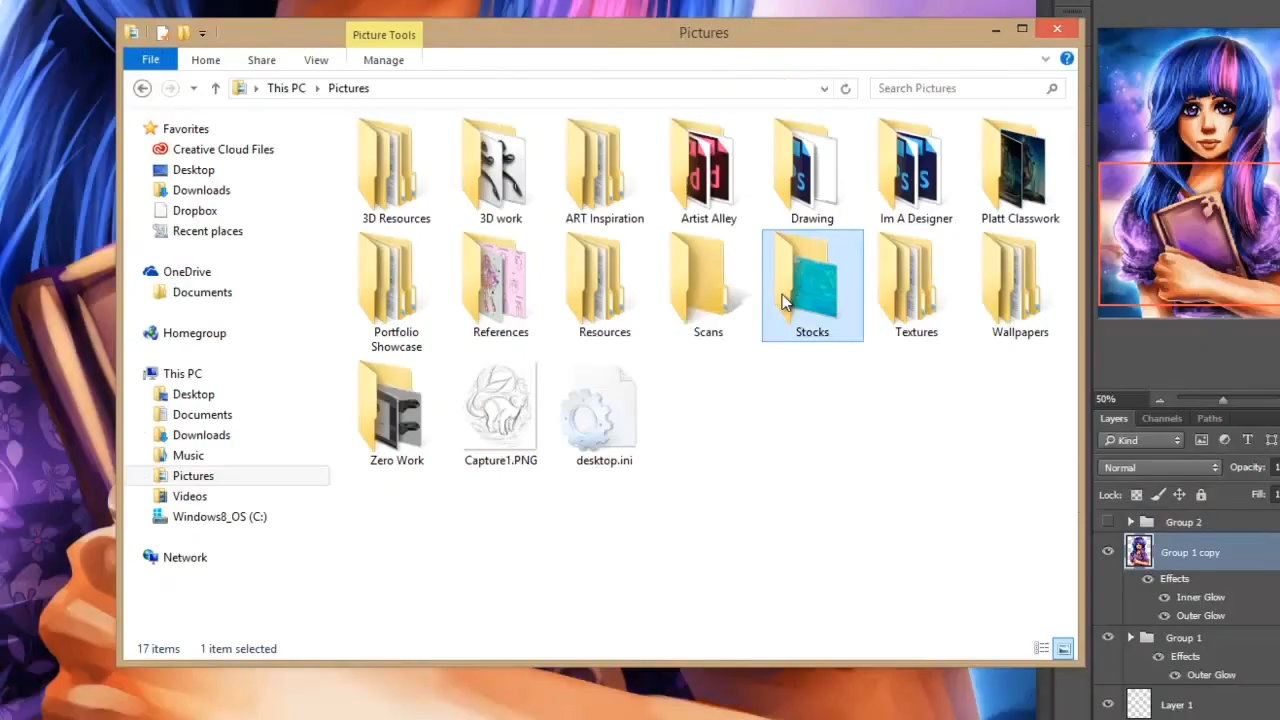 Picture Tools
Pictures
File
Home
Share
View
Manage
This PC
Pictures
Search Pictures
Favorites
Creative Cloud Files
Desktop
Downloads
Dropbox
Recent places
OneDrive
Documents
Homegroup
This PC
Desktop
Documents
Downloads
Music
Pictures
Videos
Windows8_OS (C:)
Network
3D Resources
3D work
ART Inspiration
Artist Alley
Drawing
Im A Designer
Platt Classwork
Portfolio
Showcase
References
Resources
Scans
Stocks
Textures
Wallpapers
Zero Work
Capture1.PNG
desktop.ini
17 items
1 item selected
50%
Layers
Channels
Paths
Kind
Normal
Opacity:
Lock:
Fill:
Group 2
Group 1 copy
Effects
Inner Glow
Outer Glow
Group 1
Effects
Outer Glow
Layer 1